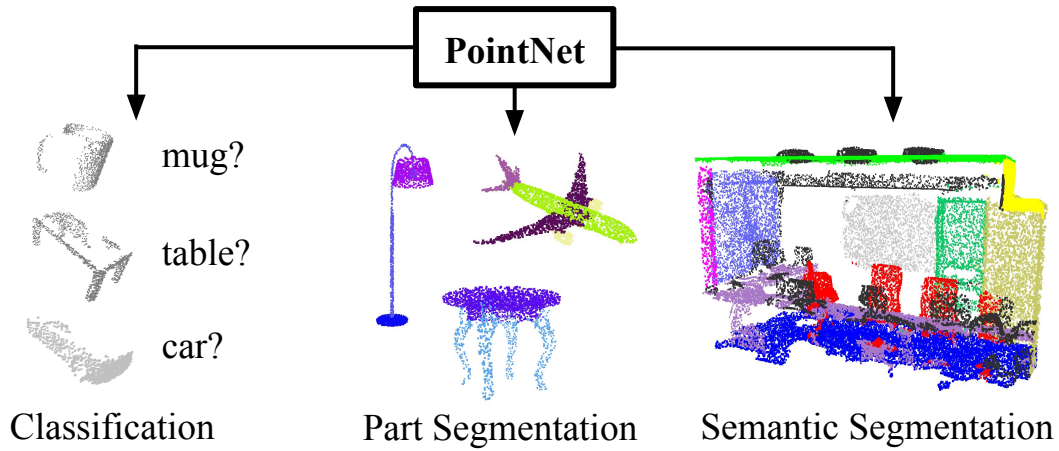 PointNet
mug?
table?
car?
Classification
Part Segmentation
Semantic Segmentation